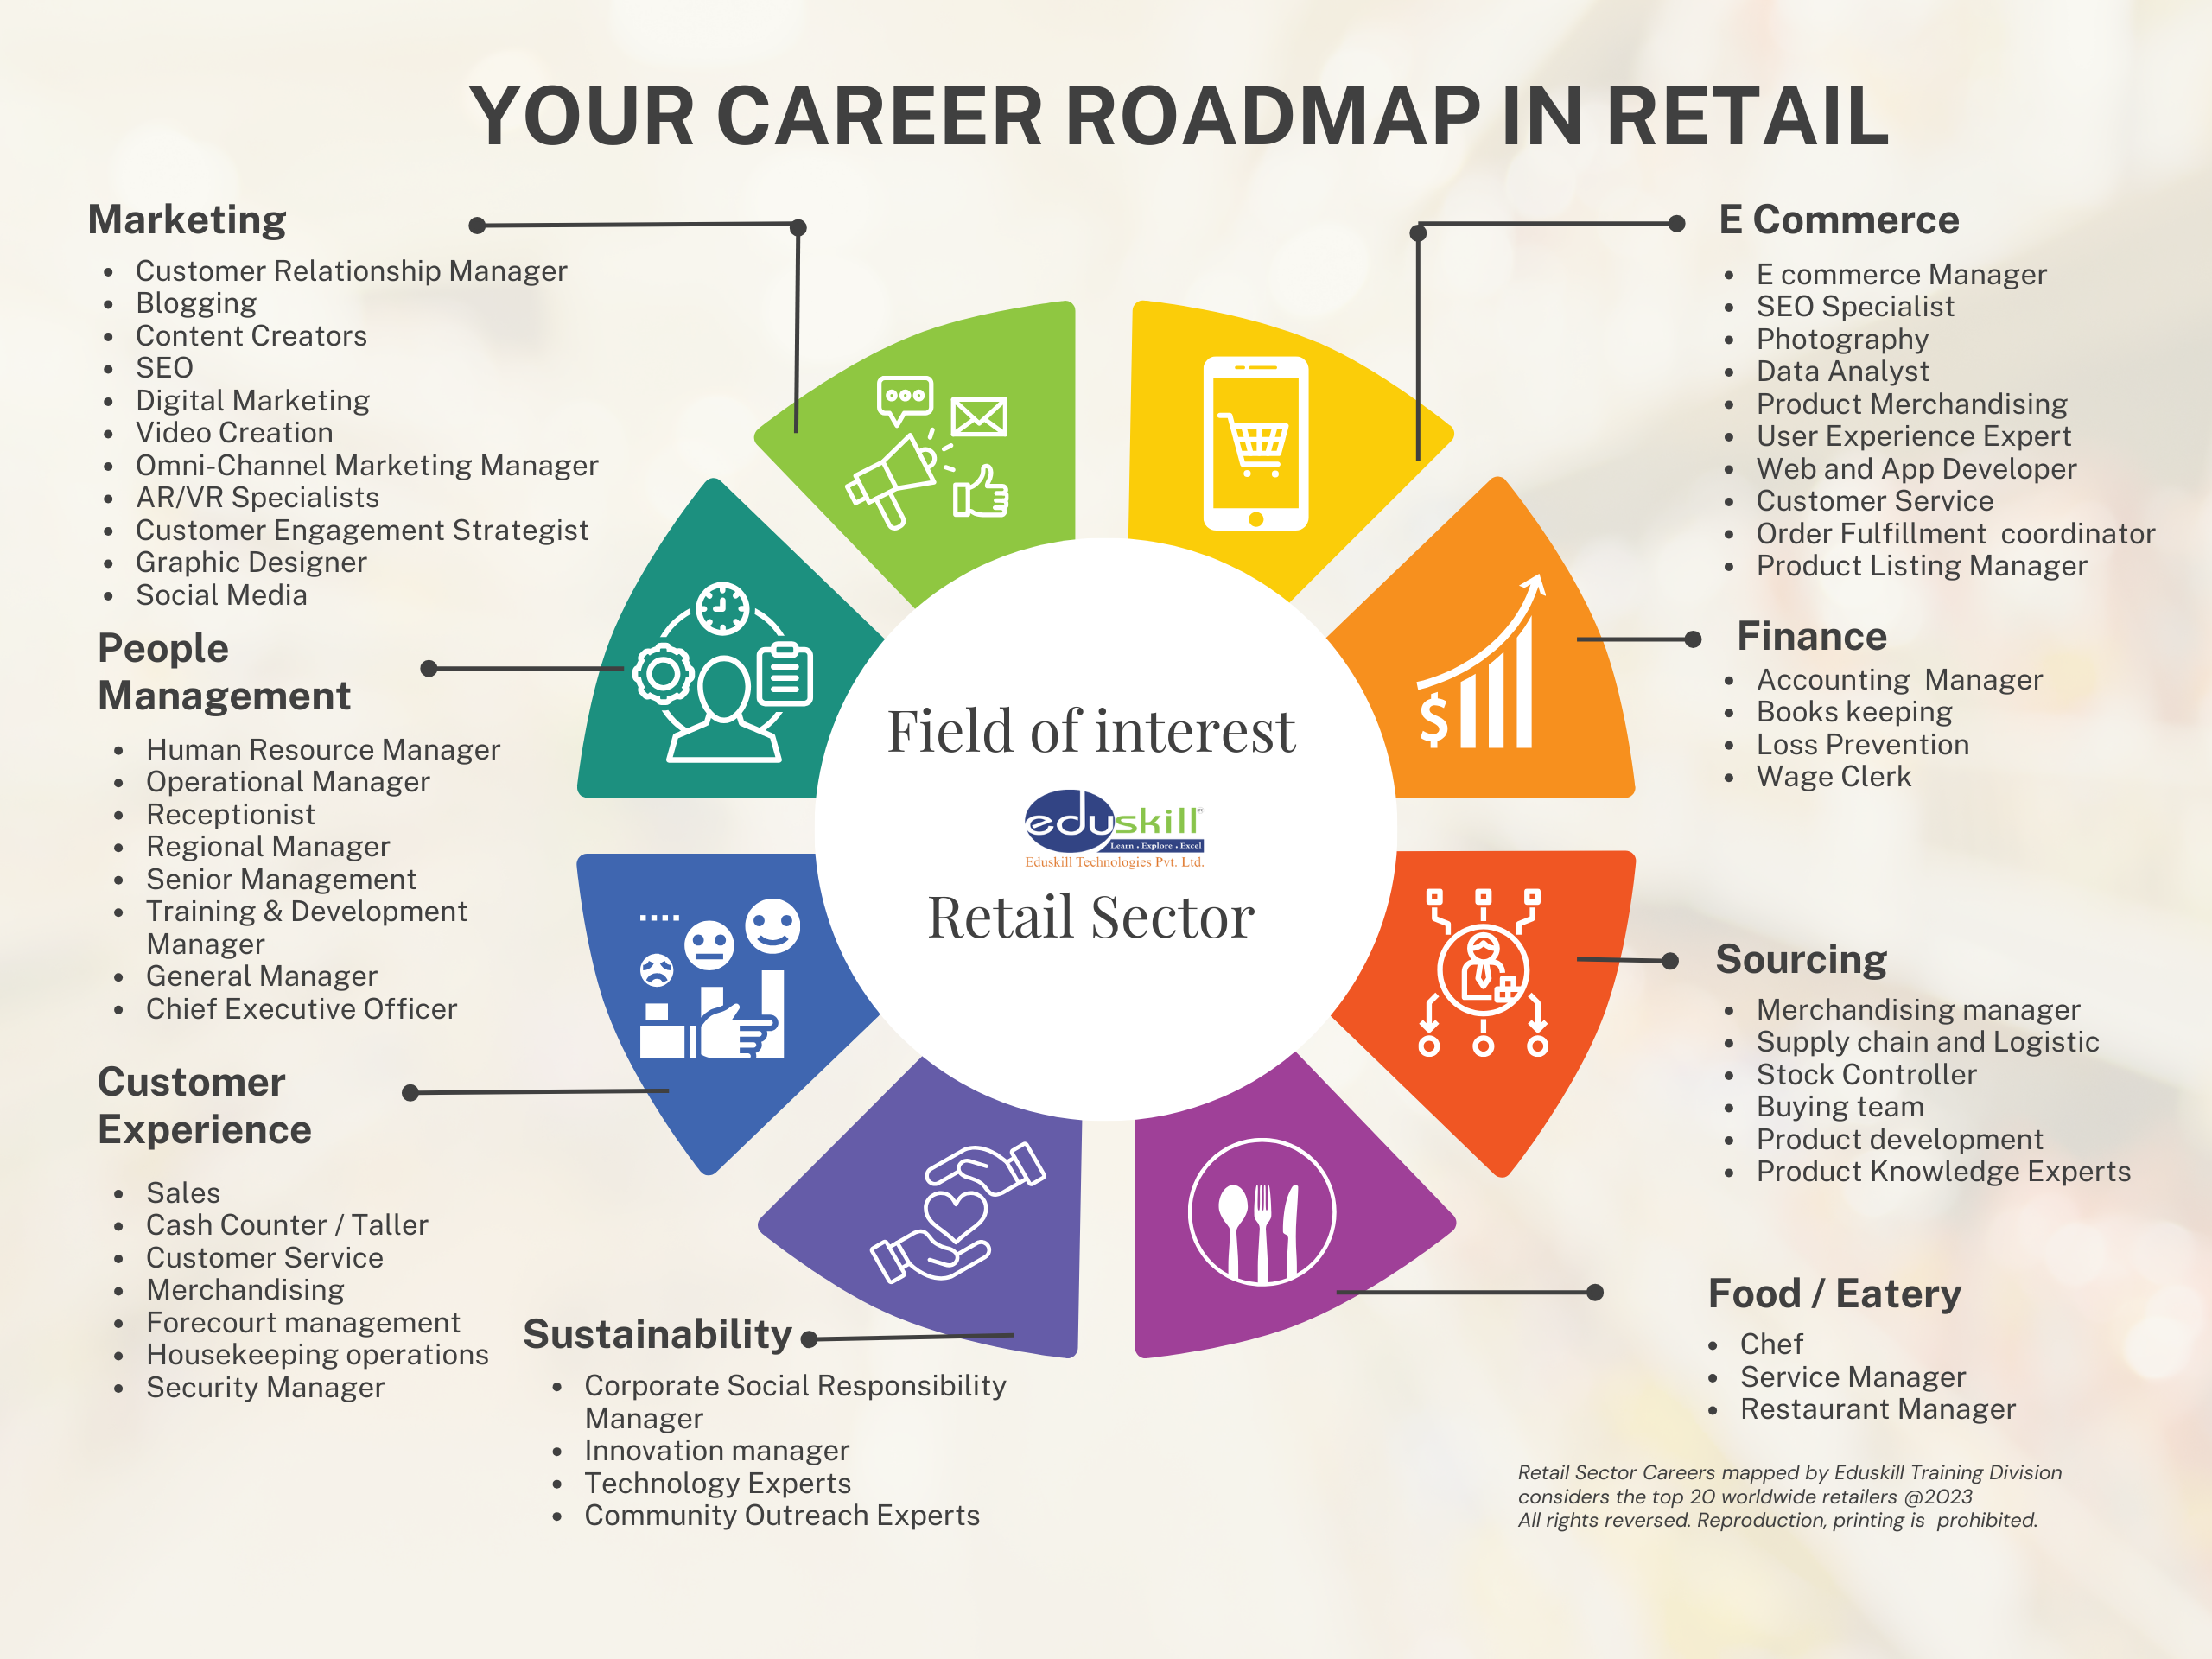 YOUR CAREER ROADMAP IN RETAIL
Marketing
Customer Relationship Manager
Blogging
Content Creators
SEO
Digital Marketing
Video Creation
Omni-Channel Marketing Manager
AR/VR Specialists
Customer Engagement Strategist
Graphic Designer
Social Media
People
Management
Human Resource Manager
Operational Manager
Receptionist
Regional Manager
Senior Management
Training & Development
Manager
General Manager
Chief Executive Officer
Customer
Experience
Sales
Cash Counter / Taller
Customer Service
Merchandising
Forecourt management
Housekeeping operations
Security Manager
Sustainability
Corporate Social Responsibility
Manager
Innovation manager
Technology Experts
Community Outreach Experts
Field of interest
eduskill
Learn . Explore . Excel
Eduskill Technologies Pvt. Ltd.
Retail Sector
$
E Commerce
E commerce Manager
SEO Specialist
Photography
Data Analyst
Product Merchandising
User Experience Expert
Web and App Developer
Customer Service
Order Fulfillment  coordinator
Product Listing Manager
Finance
Accounting  Manager
Books keeping
Loss Prevention
Wage Clerk
Sourcing
Merchandising manager
Supply chain and Logistic
Stock Controller
Buying team
Product development
Product Knowledge Experts
Food / Eatery
Chef
Service Manager
Restaurant Manager
Retail Sector Careers mapped by Eduskill Training Division
considers the top 20 worldwide retailers @2023
All rights reversed. Reproduction, printing is  prohibited.